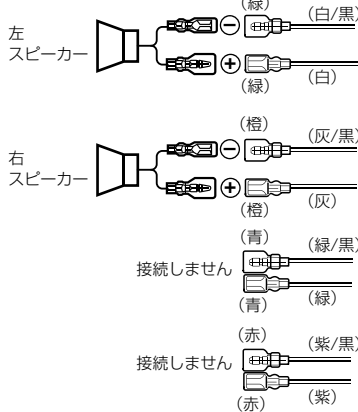 (緑)
(白/黒)
左
スピーカー
⊖
⊕
(緑)
(白)
(橙)
(灰/黒)
右
スピーカー
⊖
⊕
(橙)
(灰)
(青)
(緑/黒)
接続しません
(青)
(緑)
(赤)
(紫/黒)
接続しません
(赤)
(紫)